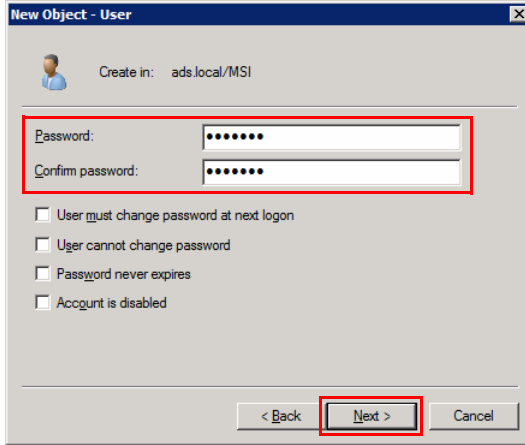 New Object - User
Create in: ads.local/MSI
Password: •••••••
Confirm password: •••••••
User must change password at next logon
User cannot change password
Password never expires
Account is disabled
< Back Next > Cancel